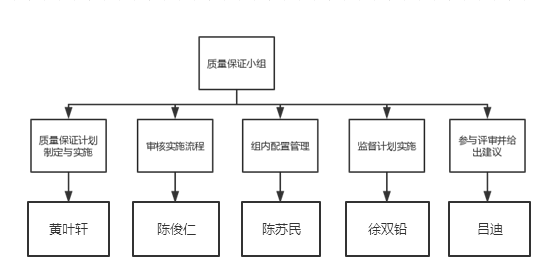 质量保证小组
质量保证计划
制定与实施
审核实施流程
组内配置管理
监督计划实施
参与评审并给
出建议
黄叶轩
陈俊仁
陈苏民
徐双铅
吕迪